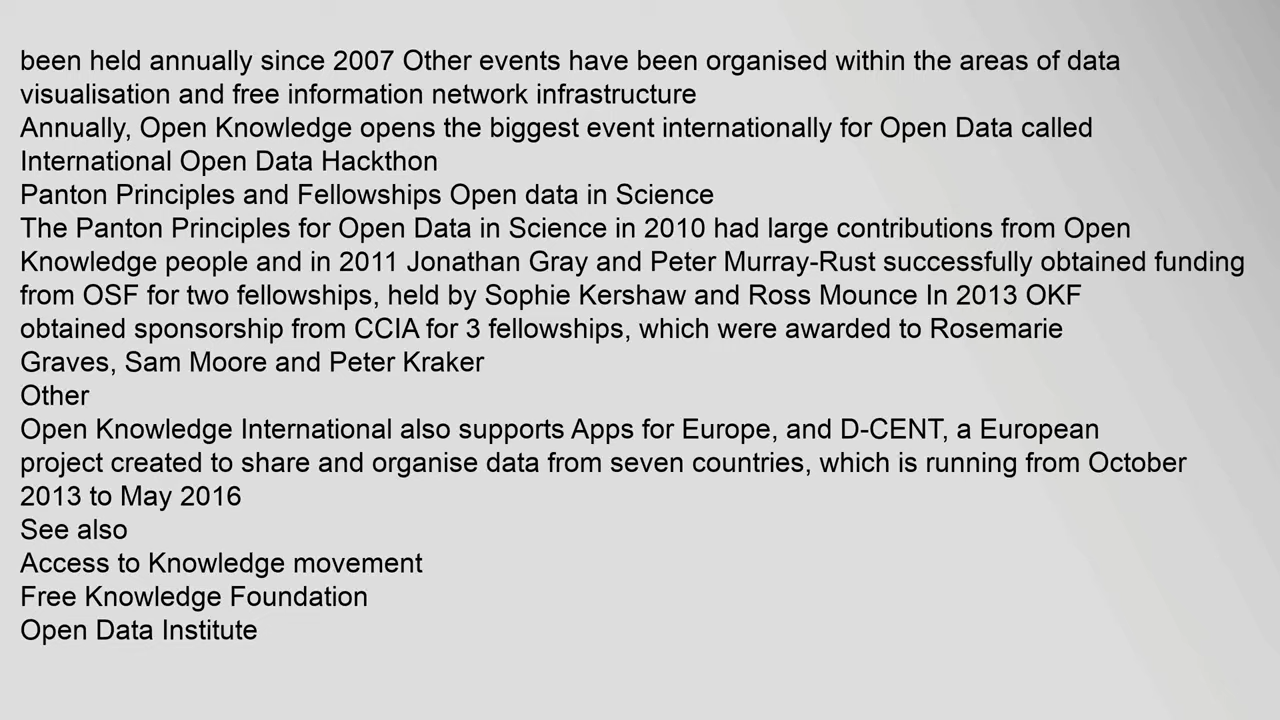 been held annually since 2007 Other events have been organised within the areas of data
visualisation and free information network infrastructure
Annually, Open Knowledge opens the biggest event internationally for Open Data called
International Open Data Hackthon
Panton Principles and Fellowships Open data in Science
The Panton Principles for Open Data in Science in 2010 had large contributions from Open
Knowledge people and in 2011 Jonathan Gray and Peter Murray-Rust successfully obtained funding
from OSF for two fellowships, held by Sophie Kershaw and Ross Mounce In 2013 OKF
obtained sponsorship from CCIA for 3 fellowships, which were awarded to Rosemarie
Graves, Sam Moore and Peter Kraker
Other
Open Knowledge International also supports Apps for Europe, and D-CENT, a European
project created to share and organise data from seven countries, which is running from October
2013 to May 2016
See also
Access to Knowledge movement
Free Knowledge Foundation
Open Data Institute